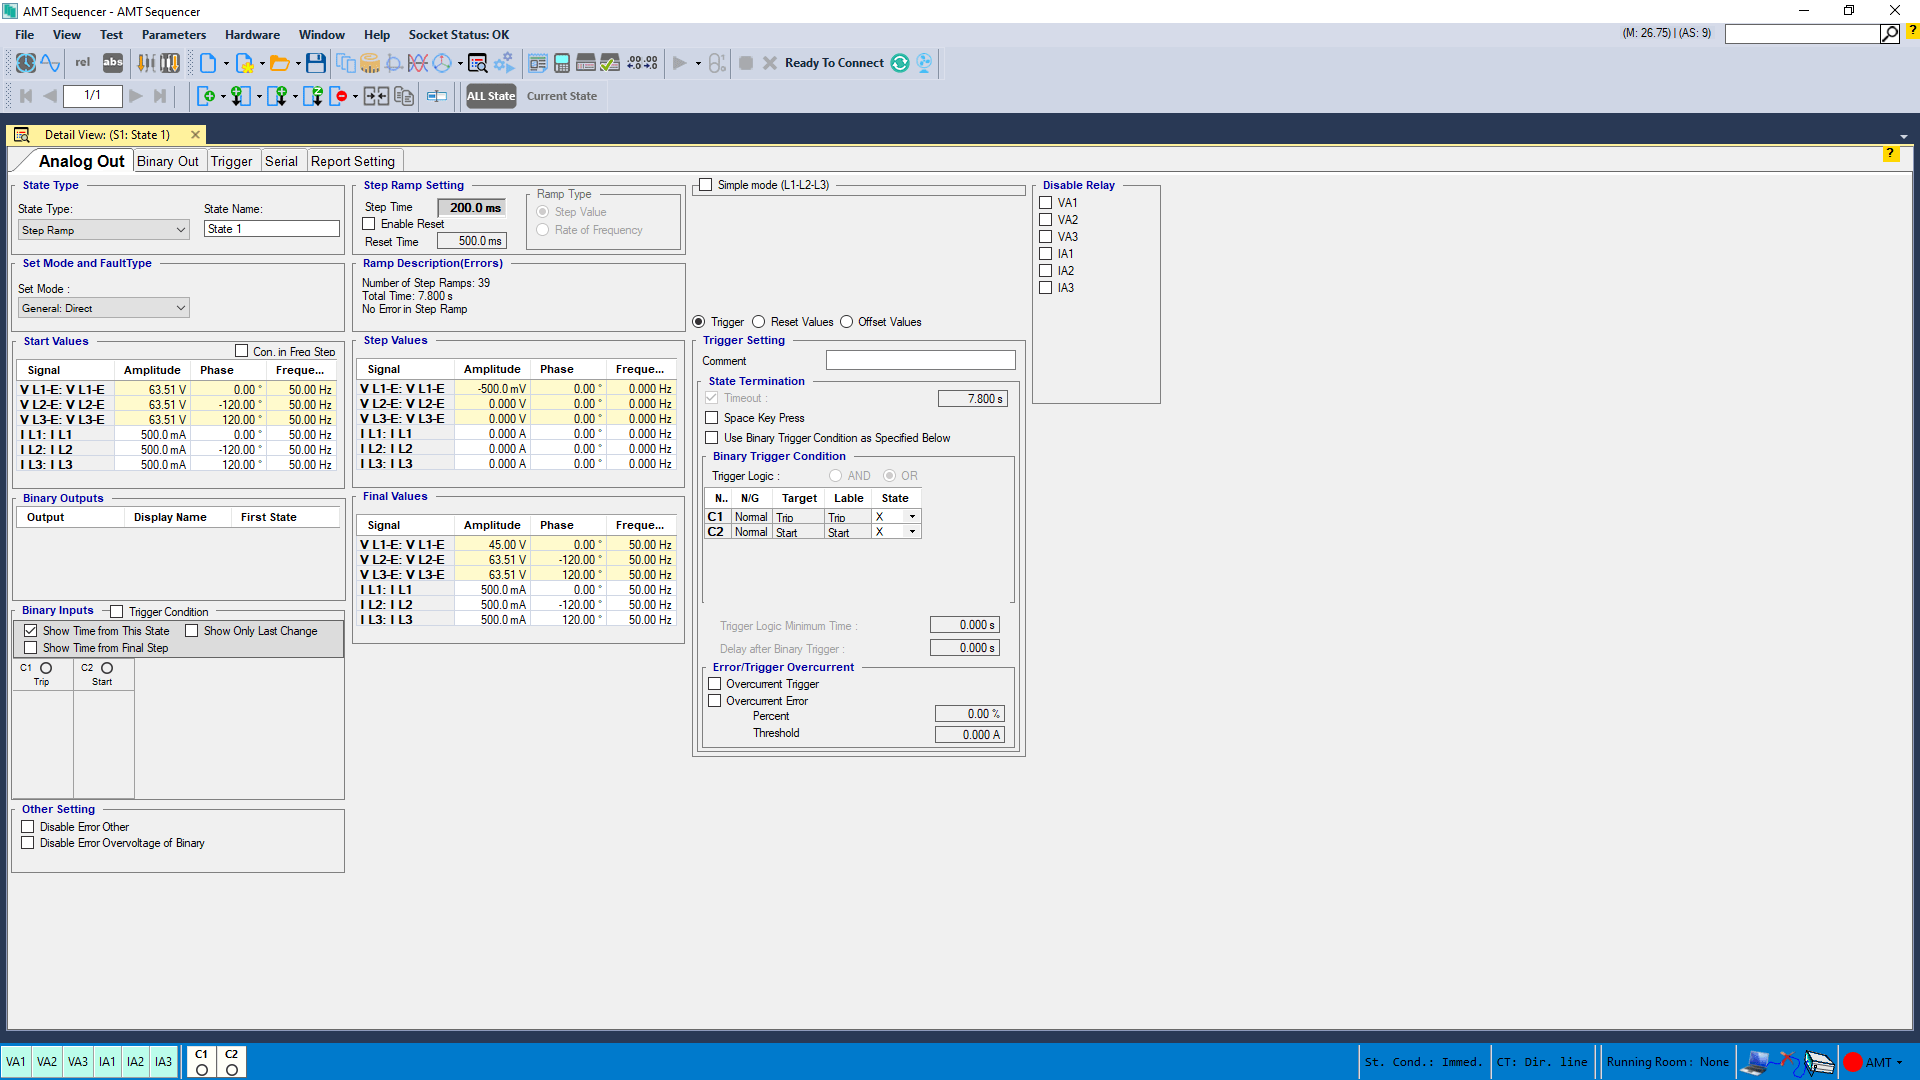 AMT Sequencer - AMT Sequencer
File View Test Parameters Hardware Window Help Socket Status: OK
(M: 26.75) | (AS: 9)
rel abs Ready To Connect
1/1 ALL State Current State
Detail View: (S1: State 1)
Analog Out Binary Out Trigger Serial Report Setting
State Type
State Type: State Name:
Step Ramp State 1
Set Mode and FaultType
Set Mode :
General: Direct
Start Values
Con. in Freq Step
Signal Amplitude Phase Freque...
V L1-E: V L1-E 63.51 V 0.00 ° 50.00 Hz
V L2-E: V L2-E 63.51 V -120.00 ° 50.00 Hz
V L3-E: V L3-E 63.51 V 120.00 ° 50.00 Hz
I L1: I L1 500.0 mA 0.00 ° 50.00 Hz
I L2: I L2 500.0 mA -120.00 ° 50.00 Hz
I L3: I L3 500.0 mA 120.00 ° 50.00 Hz
Binary Outputs
Output Display Name First State
Binary Inputs Trigger Condition
Show Time from This State Show Only Last Change
Show Time from Final Step
C1 C2
Trip Start
Other Setting
Disable Error Other
Disable Error Overvoltage of Binary
Step Ramp Setting
Step Time 200.0 ms
Enable Reset
Reset Time 500.0 ms
Ramp Type
Step Value
Rate of Frequency
Ramp Description(Errors)
Number of Step Ramps: 39
Total Time: 7.800 s
No Error in Step Ramp
Step Values
Signal Amplitude Phase Freque...
V L1-E: V L1-E -500.0 mV 0.00 ° 0.000 Hz
V L2-E: V L2-E 0.000 V 0.00 ° 0.000 Hz
V L3-E: V L3-E 0.000 V 0.00 ° 0.000 Hz
I L1: I L1 0.000 A 0.00 ° 0.000 Hz
I L2: I L2 0.000 A 0.00 ° 0.000 Hz
I L3: I L3 0.000 A 0.00 ° 0.000 Hz
Final Values
Signal Amplitude Phase Freque...
V L1-E: V L1-E 45.00 V 0.00 ° 50.00 Hz
V L2-E: V L2-E 63.51 V -120.00 ° 50.00 Hz
V L3-E: V L3-E 63.51 V 120.00 ° 50.00 Hz
I L1: I L1 500.0 mA 0.00 ° 50.00 Hz
I L2: I L2 500.0 mA -120.00 ° 50.00 Hz
I L3: I L3 500.0 mA 120.00 ° 50.00 Hz
Simple mode (L1-L2-L3)
Trigger Reset Values Offset Values
Trigger Setting
Comment
State Termination
Timeout : 7.800 s
Space Key Press
Use Binary Trigger Condition as Specified Below
Binary Trigger Condition
Trigger Logic : AND OR
N.. N/G Target Lable State
C1 Normal Trip Trip X
C2 Normal Start Start X
Trigger Logic Minimum Time : 0.000 s
Delay after Binary Trigger : 0.000 s
Error/Trigger Overcurrent
Overcurrent Trigger
Overcurrent Error
Percent 0.00 %
Threshold 0.000 A
Disable Relay
VA1
VA2
VA3
IA1
IA2
IA3
VA1 VA2 VA3 IA1 IA2 IA3 C1 C2
St. Cond.: Immed. CT: Dir. line Running Room: None AMT